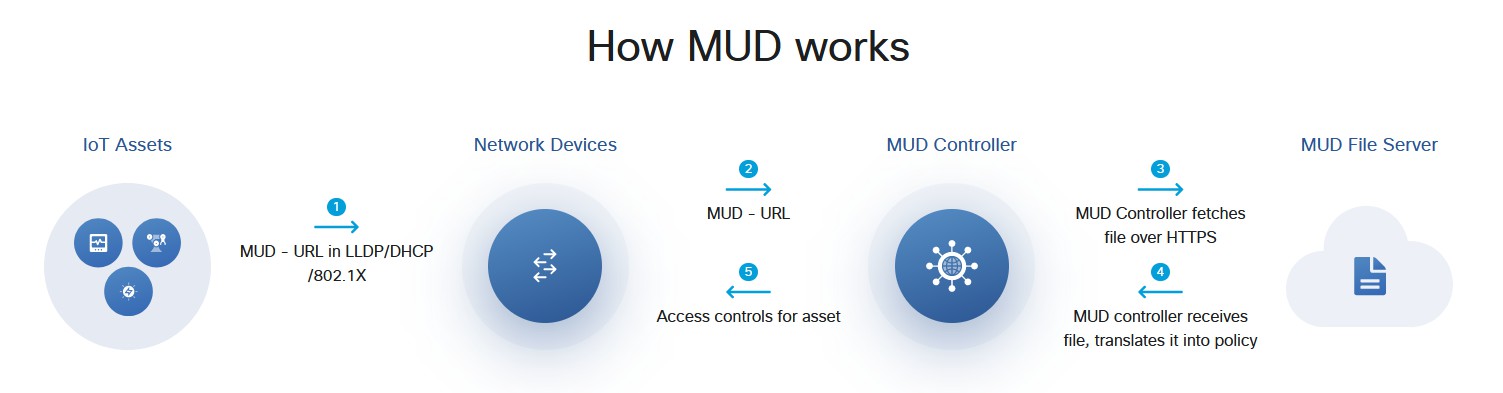 How MUD works
IoT Assets
Network Devices
MUD Controller
MUD File Server
1
MUD - URL in LLDP/DHCP
/802.1X
2
MUD - URL
3
MUD Controller fetches
file over HTTPS
5
Access controls for asset
4
MUD controller receives
file, translates it into policy